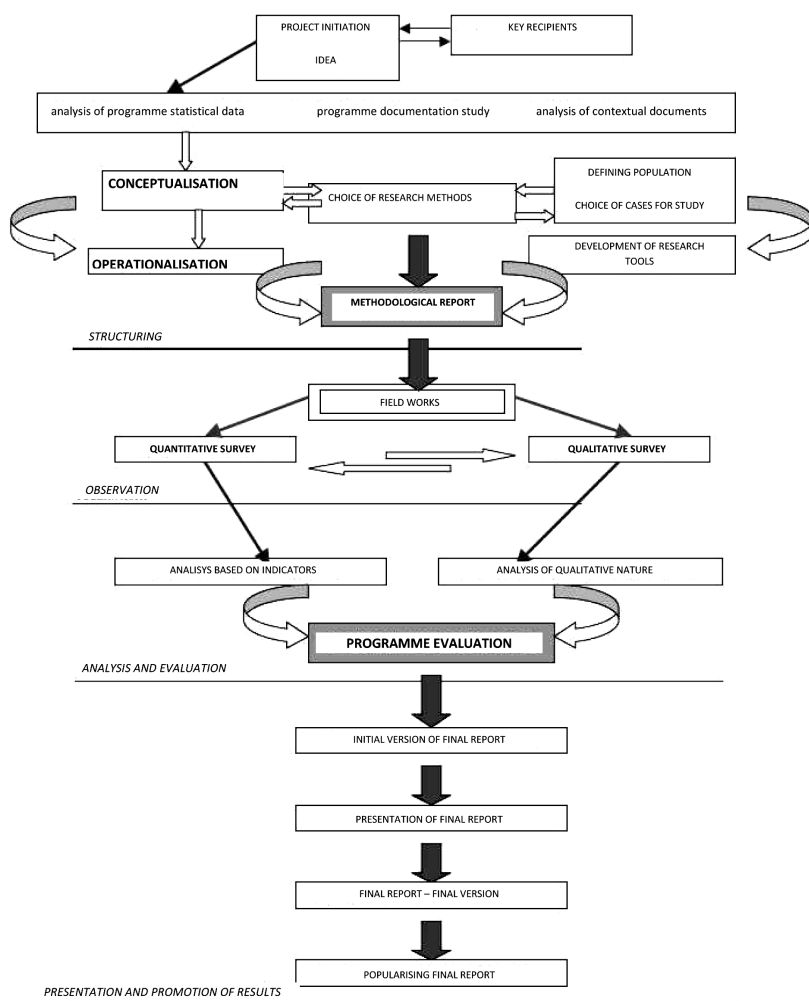 PROJECT INITIATION
IDEA
KEY RECIPIENTS
analysis of programme statistical data
programme documentation study
analysis of contextual documents
CONCEPTUALISATION
CHOICE OF RESEARCH METHODS
DEFINING POPULATION
CHOICE OF CASES FOR STUDY
OPERATIONALISATION
DEVELOPMENT OF RESEARCH
TOOLS
METHODOLOGICAL REPORT
STRUCTURING
FIELD WORKS
QUANTITATIVE SURVEY
QUALITATIVE SURVEY
OBSERVATION
ANALISYS BASED ON INDICATORS
ANALYSIS OF QUALITATIVE NATURE
PROGRAMME EVALUATION
ANALYSIS AND EVALUATION
INITIAL VERSION OF FINAL REPORT
PRESENTATION OF FINAL REPORT
FINAL REPORT – FINAL VERSION
POPULARISING FINAL REPORT
PRESENTATION AND PROMOTION OF RESULTS